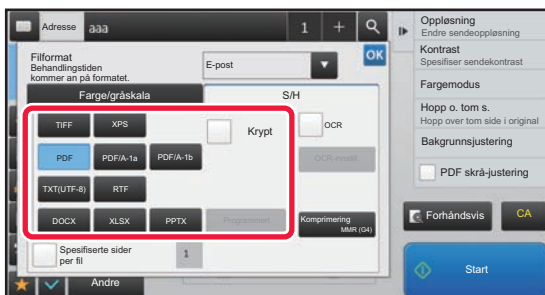 Adresse aaa 1 +
Filformat
Behandlingstiden
kommer an på formatet.
E-post
OK
Farge/gråskala S/H
TIFF XPS
Krypt
OCR
PDF PDF/A-1a PDF/A-1b
TXT(UTF-8) RTF
DOCX XLSX PPTX
Komprimering
MMR (G4)
Spesifiserte sider
per fil
1
Andre
Oppløsning
Endre sendeoppløsning
Kontrast
Spesifiser sendekontrast
Fargemodus
Hopp o. tom s.
Hopp over tom side i original
Bakgrunnsjustering
PDF skrå-justering
Forhåndsvis CA
Start